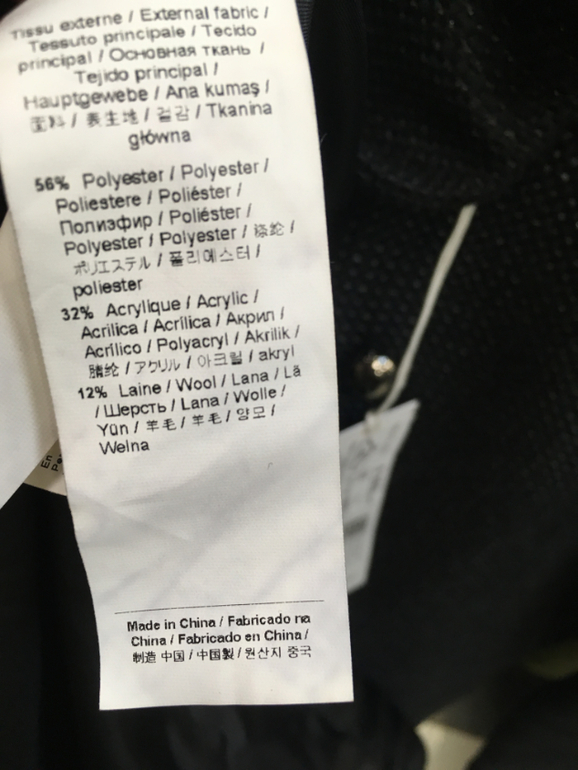 Tissu externe / External fabric /
Tessuto principale / Tecido
principal / Основная ткань /
Tejido principal /
Hauptgewebe / Ana kumaş /
面料 / 表生地 / 겉감 / Tkanina
główna
56% Polyester / Polyester /
Poliestere / Poliéster /
Полиэфир / Poliéster /
Polyester / Polyester / 涤纶 /
ポリエステル / 폴리에스터 /
poliester
32% Acrylique / Acrylic /
Acrilica / Acrílica / Акрил /
Acrílico / Polyacryl / Akrilik /
腈纶 / アクリル / 아크릴 / akryl
12% Laine / Wool / Lana / Lã
/ Шерсть / Lana / Wolle /
Yün / 羊毛 / 羊毛 / 양모 /
Welna
En
Made in China / Fabricado na
China / Fabricado en China /
制造 中国 / 中国製 / 원산지 중국